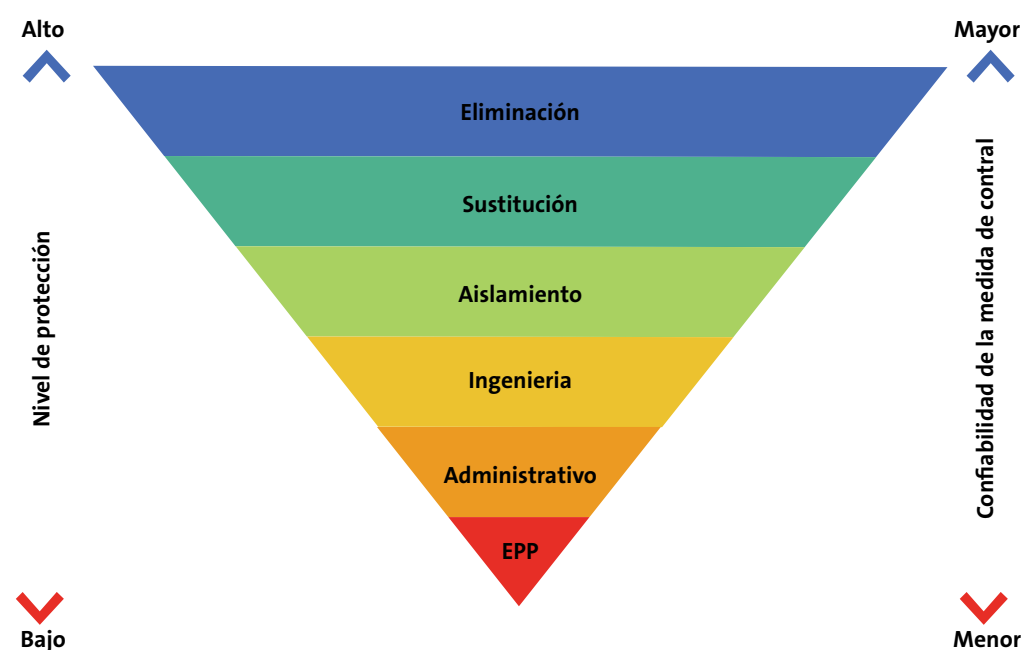 Alto
Mayor
Eliminación
Sustitución
Aislamiento
Ingenieria
Administrativo
EPP
Nivel de protección
Confiabilidad de la medida de contral
Bajo
Menor